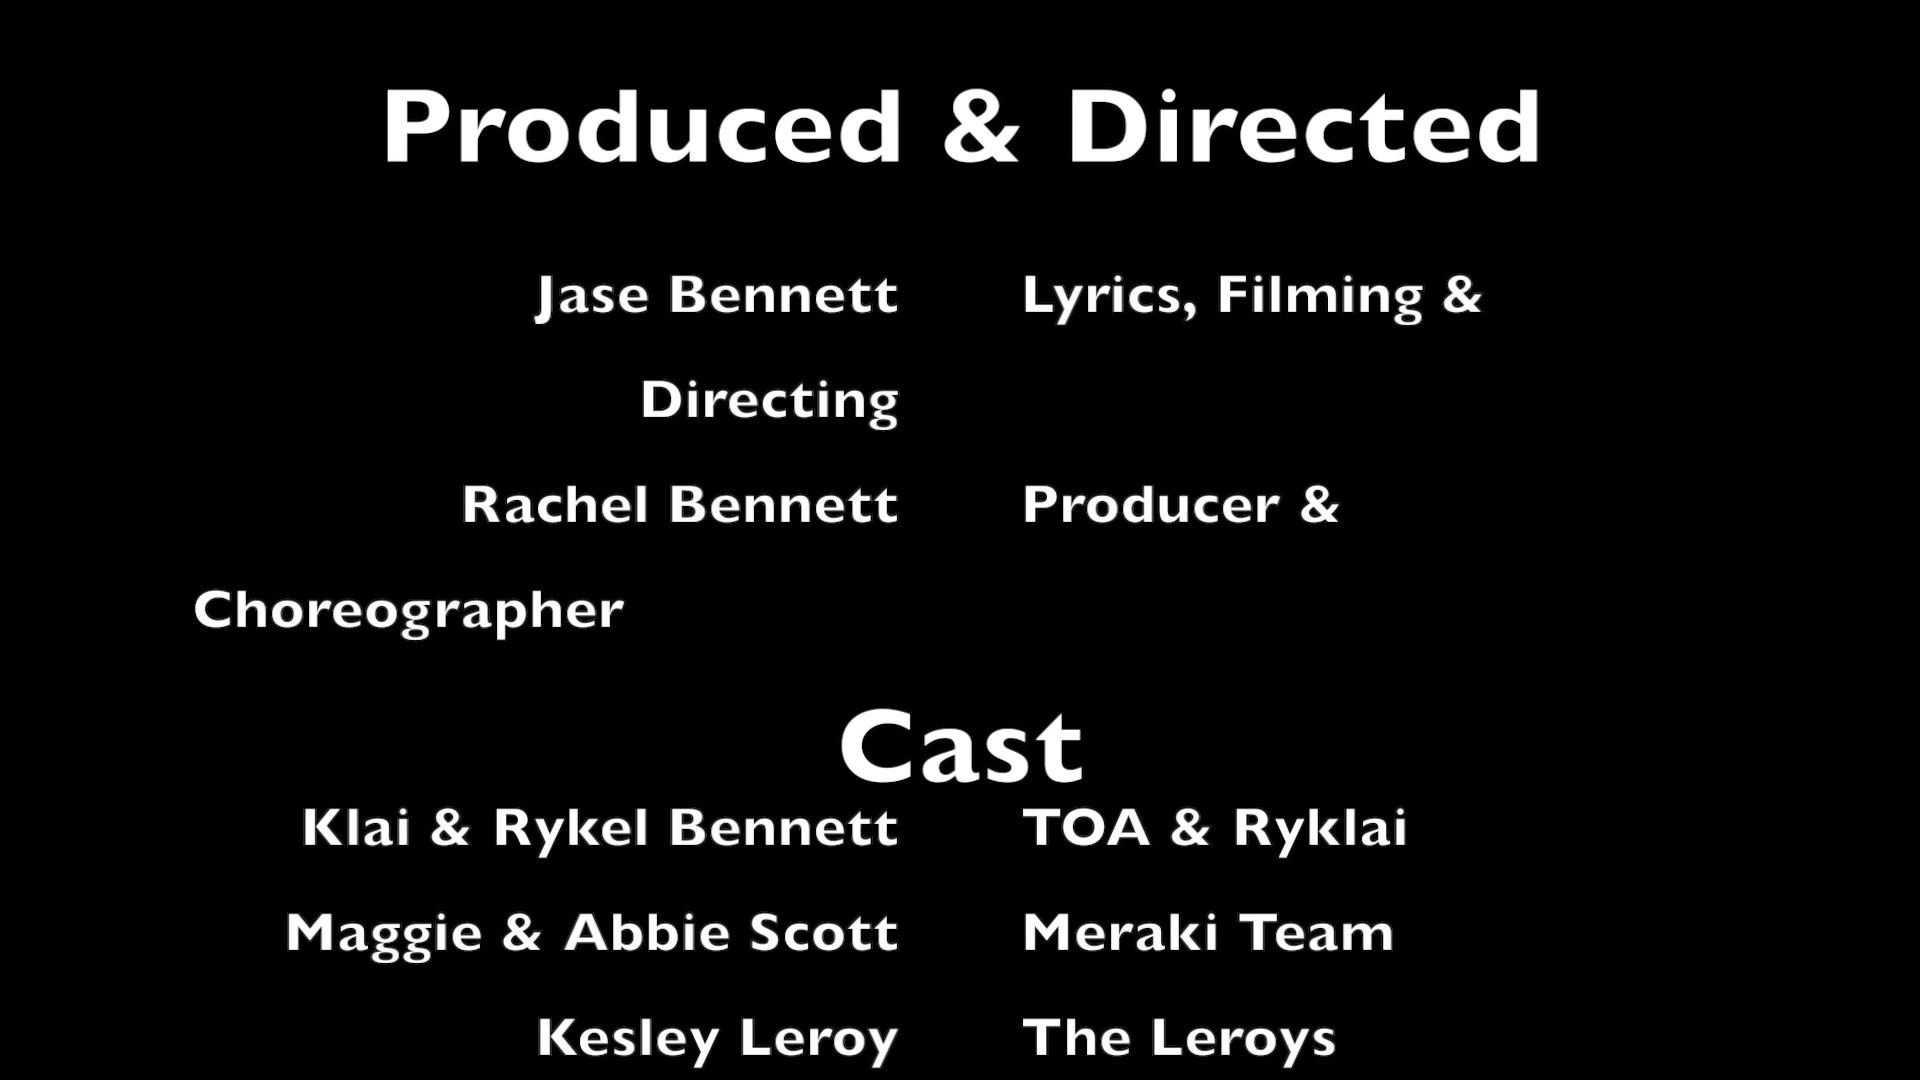 Produced & Directed
Jase Bennett Lyrics, Filming &
Directing
Rachel Bennett Producer &
Choreographer
Cast
Klai & Rykel Bennett TOA & Ryklai
Maggie & Abbie Scott Meraki Team
Kesley Leroy The Leroys